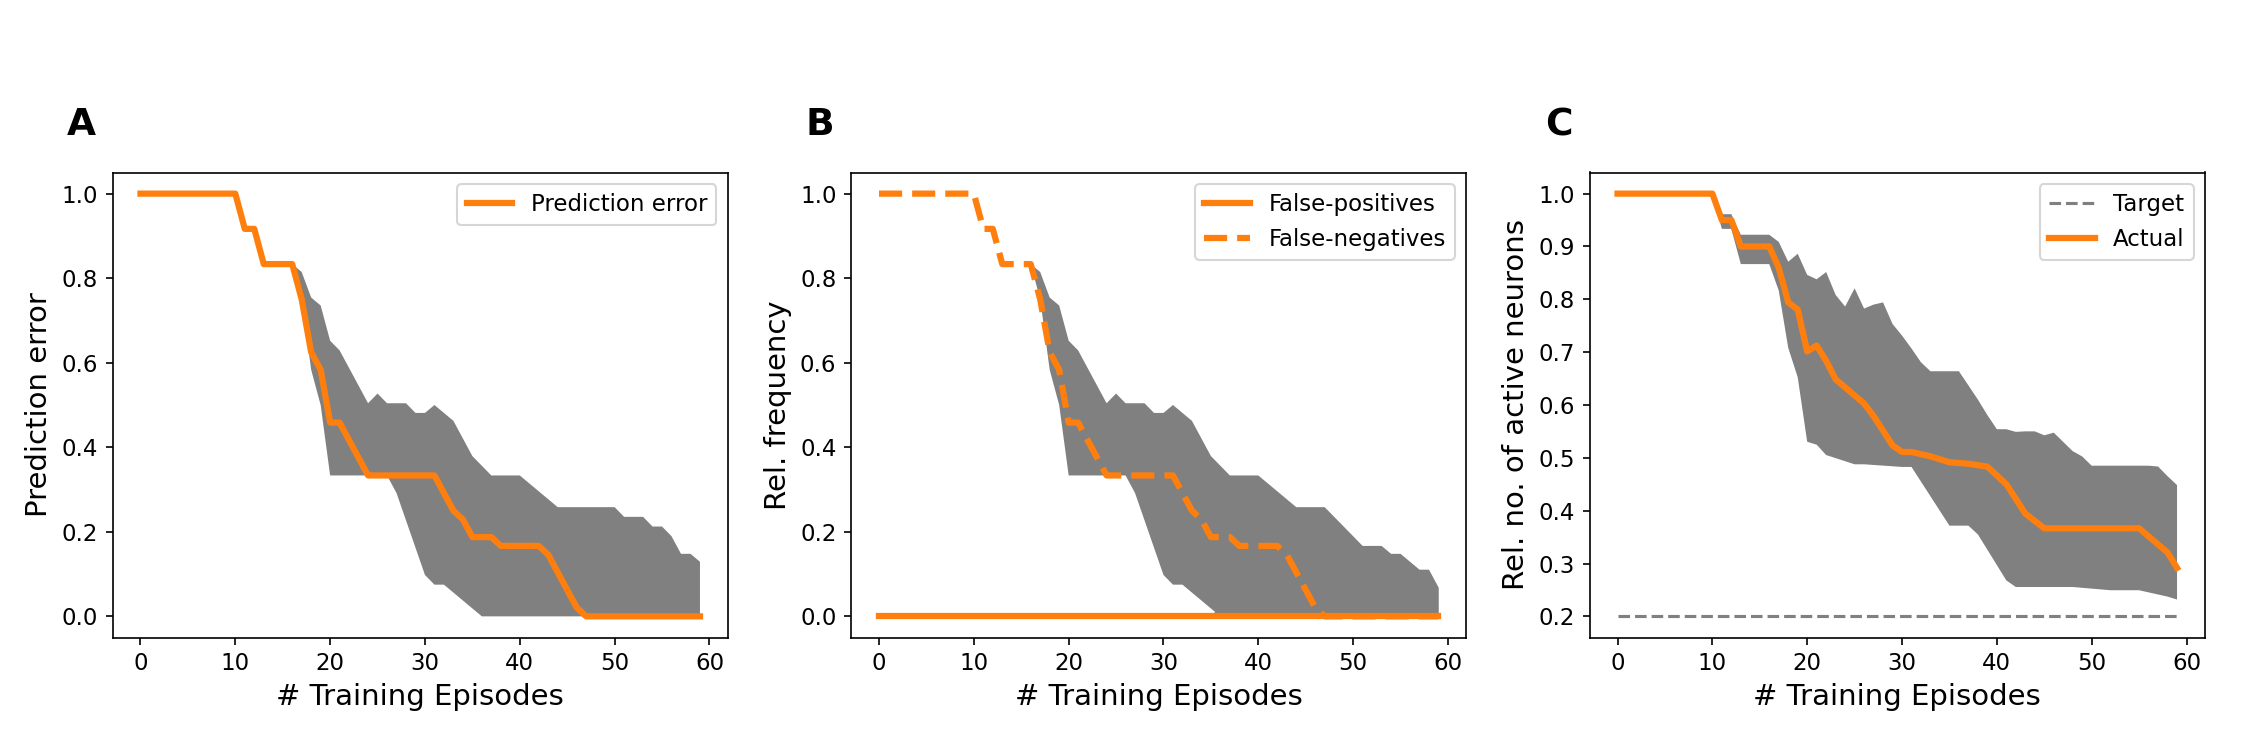 A
B
C
Prediction error
1.0
0.8
0.6
0.4
0.2
0.0
0 10 20 30 40 50 60
# Training Episodes
Prediction error
Rel. frequency
1.0
0.8
0.6
0.4
0.2
0.0
0 10 20 30 40 50 60
# Training Episodes
False-positives
False-negatives
Rel. no. of active neurons
1.0
0.9
0.8
0.7
0.6
0.5
0.4
0.3
0.2
0 10 20 30 40 50 60
# Training Episodes
Target
Actual